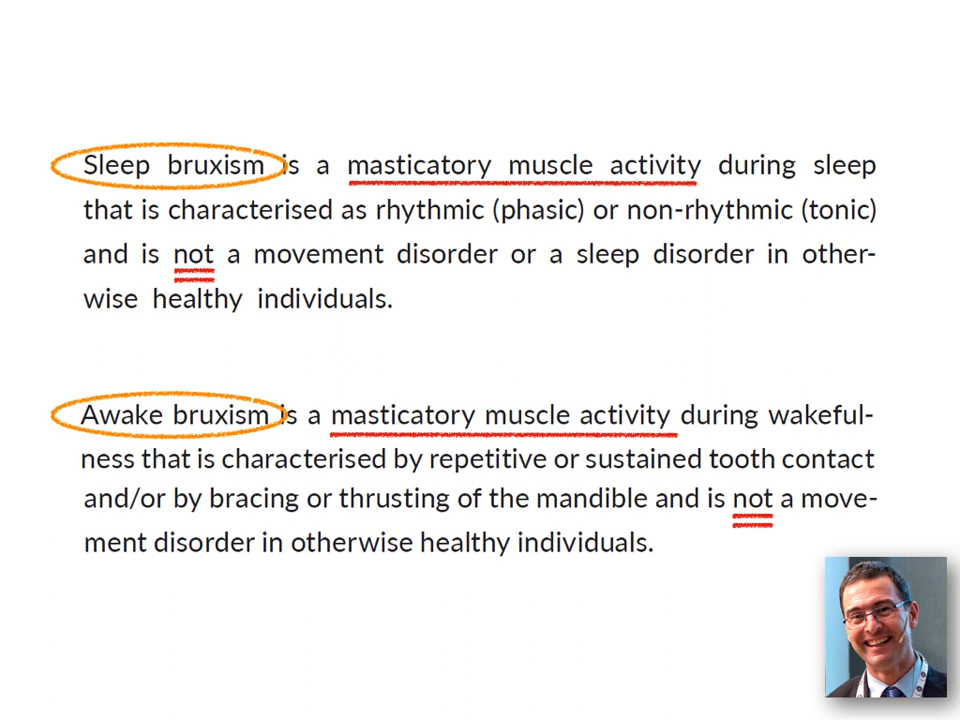 Sleep bruxism is a masticatory muscle activity during sleep
that is characterised as rhythmic (phasic) or non-rhythmic (tonic)
and is not a movement disorder or a sleep disorder in other-
wise healthy individuals.
Awake bruxism is a masticatory muscle activity during wakeful-
ness that is characterised by repetitive or sustained tooth contact
and/or by bracing or thrusting of the mandible and is not a move-
ment disorder in otherwise healthy individuals.